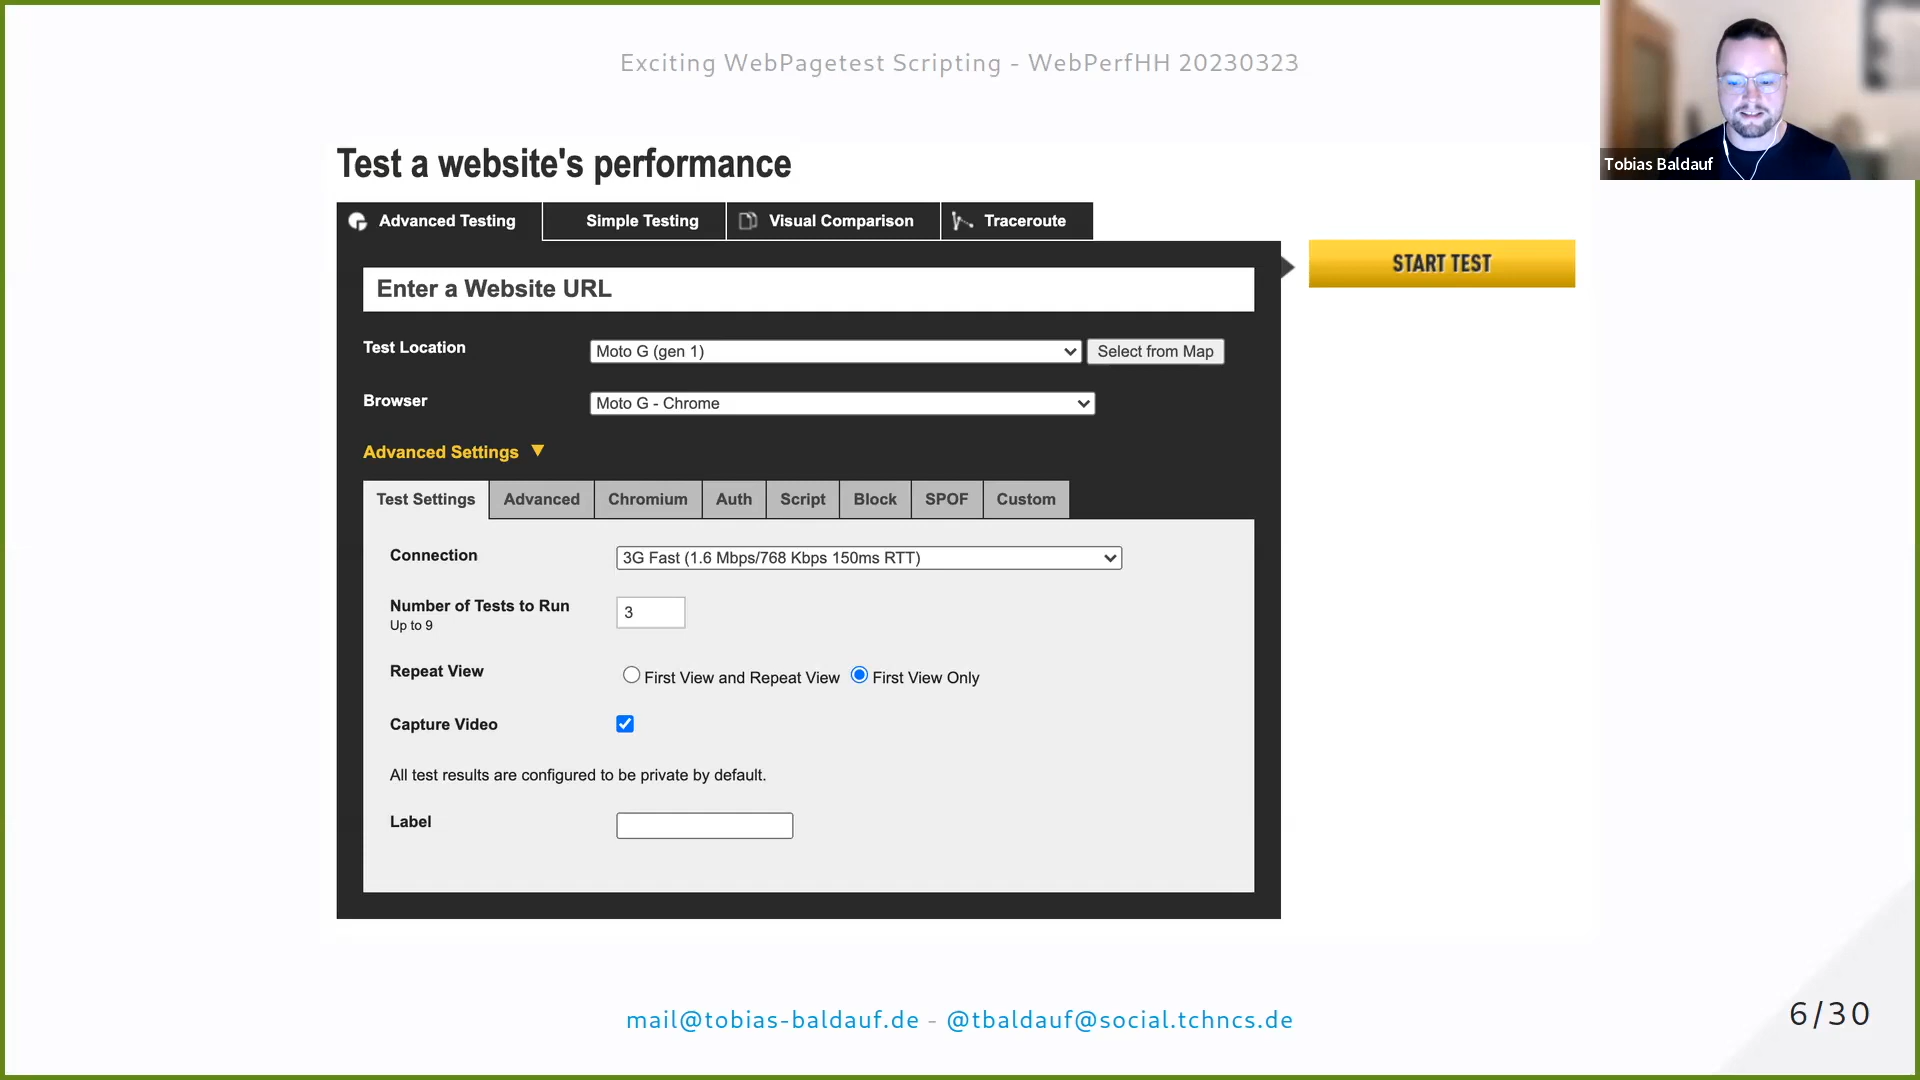 Exciting WebPagetest Scripting - WebPerfHH 20230323
Tobias Baldauf
Test a website's performance
Advanced Testing
Simple Testing
Visual Comparison
Traceroute
START TEST
Enter a Website URL
Test Location
Moto G (gen 1)
Select from Map
Browser
Moto G - Chrome
Advanced Settings ▼
Test Settings
Advanced
Chromium
Auth
Script
Block
SPOF
Custom
Connection
3G Fast (1.6 Mbps/768 Kbps 150ms RTT)
Number of Tests to Run
Up to 9
3
Repeat View
First View and Repeat View
First View Only
Capture Video
All test results are configured to be private by default.
Label
mail@tobias-baldauf.de - @tbaldauf@social.tchncs.de
6/30